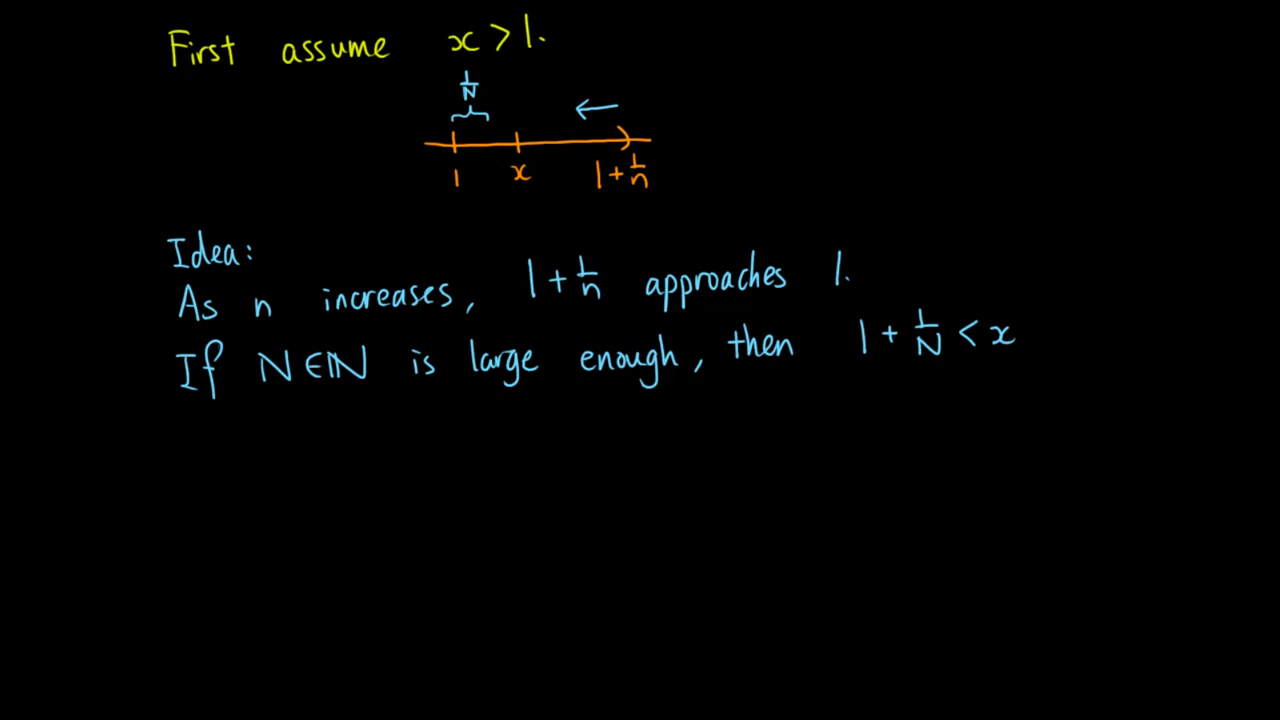 First assume x > 1.
1/N
1 x 1 + 1/n
Idea:
As n increases, 1 + 1/n approaches 1.
If N ∈ ℕ is large enough, then 1 + 1/N < x